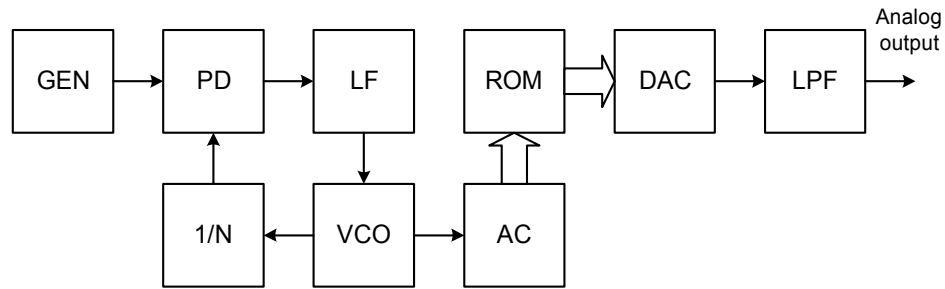 Analog
output
GEN
PD
LF
ROM
DAC
LPF
1/N
VCO
AC